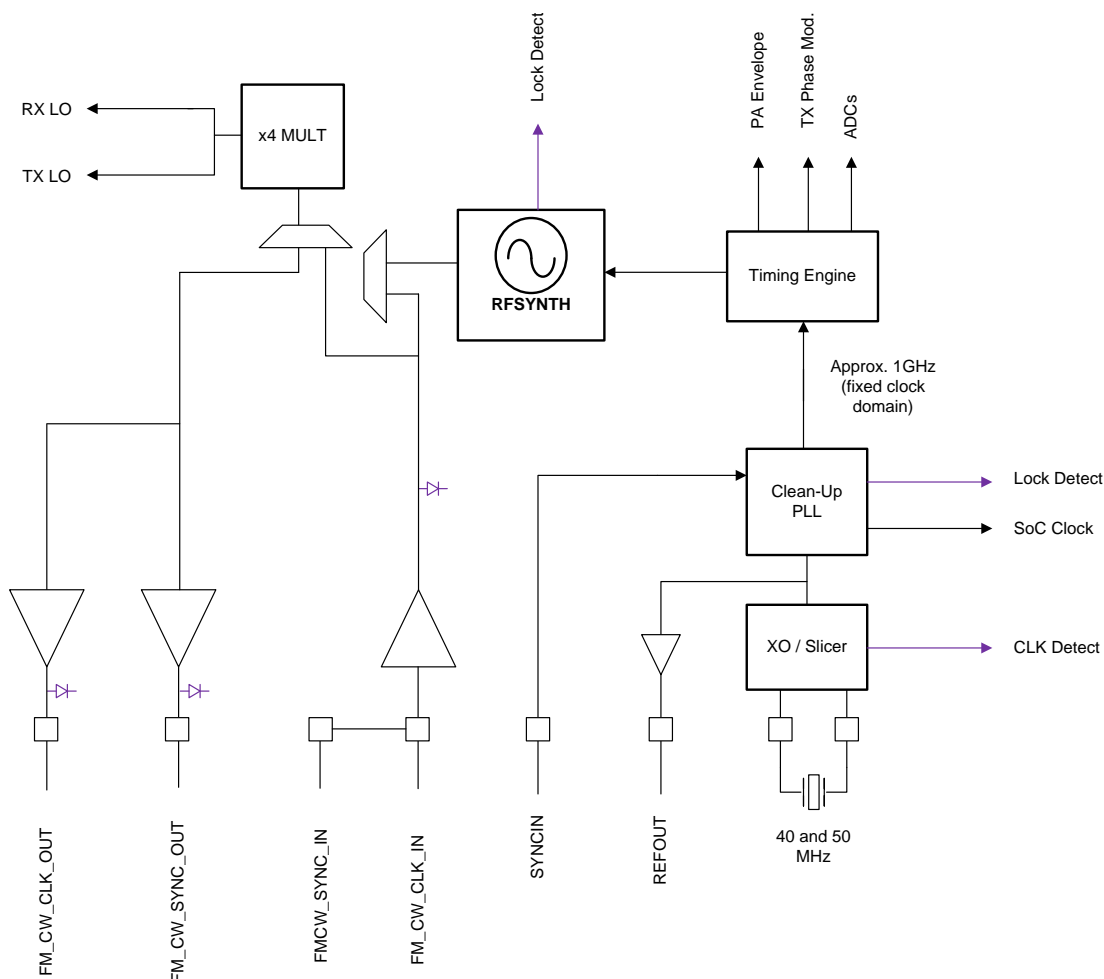 Lock Detect
PA Envelope
TX Phase Mod.
ADCs
RX LO
x4 MULT
TX LO
RFSYNTH
Timing Engine
Approx. 1GHz
(fixed clock
domain)
Clean-Up
PLL
Lock Detect
SoC Clock
XO / Slicer
CLK Detect
40 and 50
MHz
FM_CW_CLK_OUT
FM_CW_SYNC_OUT
FMCW_SYNC_IN
FM_CW_CLK_IN
SYNCIN
REFOUT